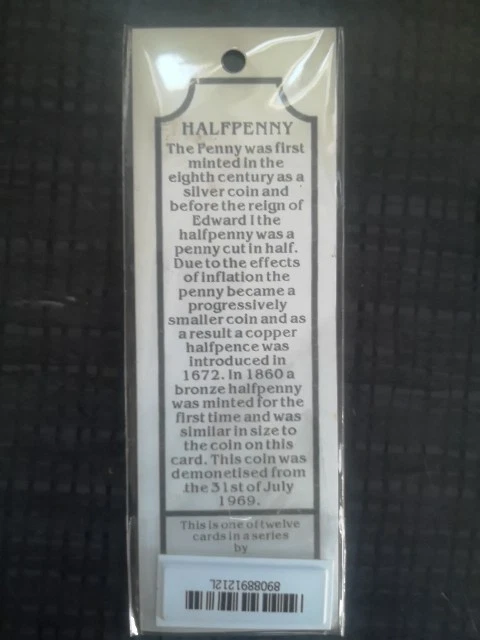 HALFPENNY
The Penny was first
minted in the
eighth century as a
silver coin and
before the reign of
Edward I the
halfpenny was a
penny cut in half.
Due to the effects
of inflation the
penny became a
progressively
smaller coin and as
a result a copper
halfpence was
introduced in
1672. In 1860 a
bronze halfpenny
was minted for the
first time and was
similar in size to
the coin on this
card. This coin was
demonetised from
the 31st of July
1969.
This is one of twelve
cards in a series
by
8908891212L